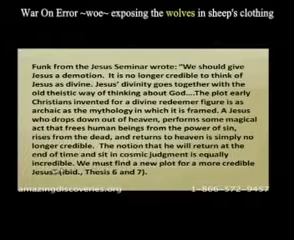 War On Error ~woe~ exposing the wolves in sheep's clothing
Funk from the Jesus Seminar wrote: "We should give
Jesus a demotion.  It is no longer credible to think of
Jesus as divine. Jesus' divinity goes together with the
old theistic way of thinking about God....The plot early
Christians invented for a divine redeemer figure is as
archaic as the mythology in which it is framed. A Jesus
who drops down out of heaven, performs some magical
act that frees human beings from the power of sin,
rises from the dead, and returns to heaven is simply no
longer credible.  The notion that he will return at the
end of time and sit in cosmic judgment is equally
incredible. We must find a new plot for a more credible
Jesus" (ibid., Thesis 6 and 7).
amazingdiscoveries.org
1-866-572-9457